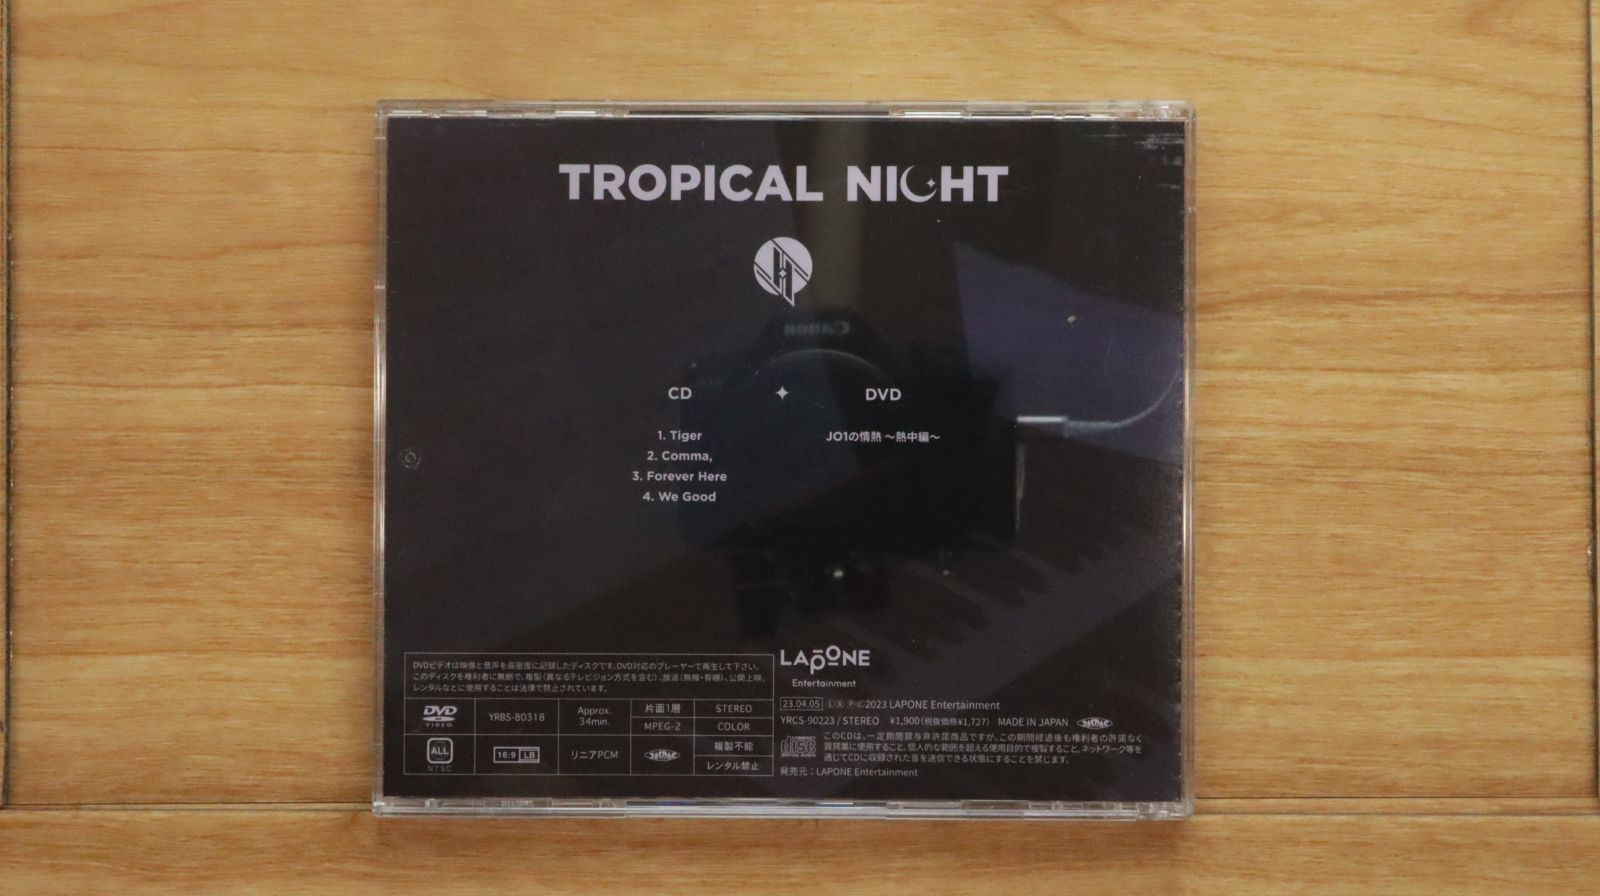 TROPICAL NIGHT
Canon
CD
DVD
1. Tiger
2. Comma,
3. Forever Here
4. We Good
JO1の情熱 ～熱中編～
DVDビデオは映像と音声を高密度に記録したディスクです。DVD対応のプレーヤーで再生して下さい。
このディスクを権利者に無断で、複製（異なるテレビジョン方式を含む）、放送（無線・有線）、公開上映、
レンタルなどに使用することは法律で禁止されています。
DVD VIDEO
YRBS-80318
Approx. 34min.
片面1層
STEREO
MPEG-2
COLOR
ALL NTSC
16:9 LB
リニアPCM
JASRAC
複製不能
レンタル禁止
LAPONE
Entertainment
23.04.05 Ⓛ Ⓧ Ⓟ Ⓒ 2023 LAPONE Entertainment
YRCS-90223 / STEREO ¥1,900（税抜価格¥1,727） MADE IN JAPAN JASRAC
COMPACT disc DIGITAL AUDIO
このCDは、一定期間貸与非許諾商品ですが、この期間経過後も権利者の許諾なく
賃貸業に使用すること、個人的な範囲を超える使用目的で複製すること、ネットワーク等を
通じてCDに収録された音を送信できる状態にすることを禁じます。
発売元：LAPONE Entertainment